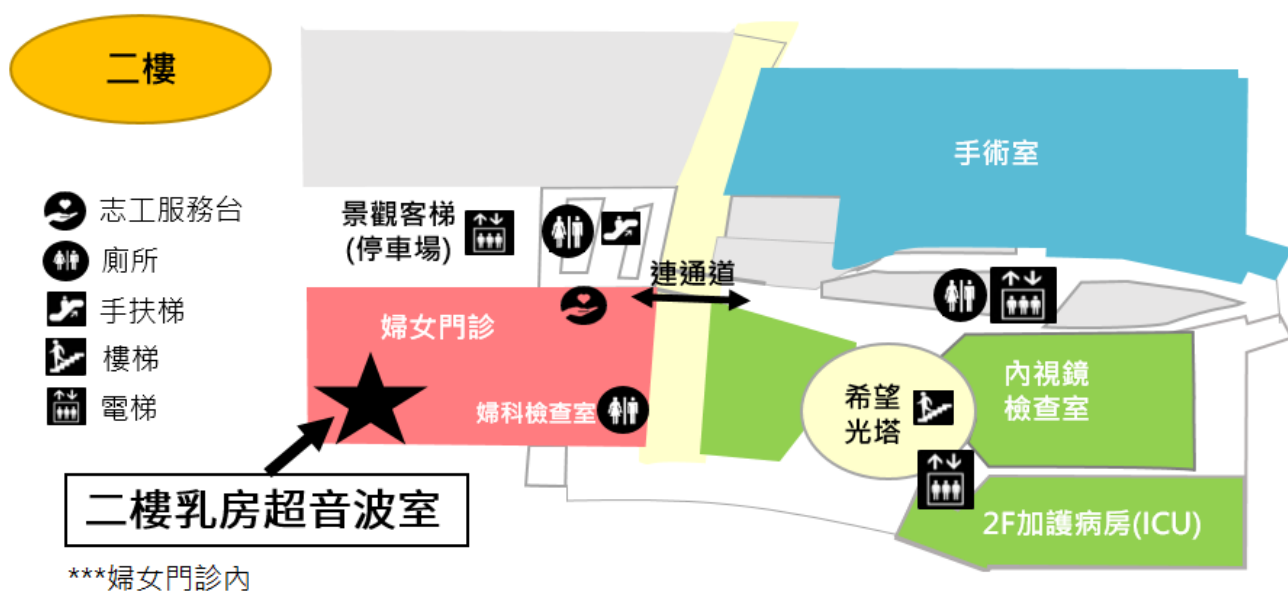 二樓
志工服務台
廁所
手扶梯
樓梯
電梯
景觀客梯
(停車場)
手術室
連通道
婦女門診
婦科檢查室
希望
光塔
內視鏡
檢查室
2F加護病房(ICU)
二樓乳房超音波室
***婦女門診內